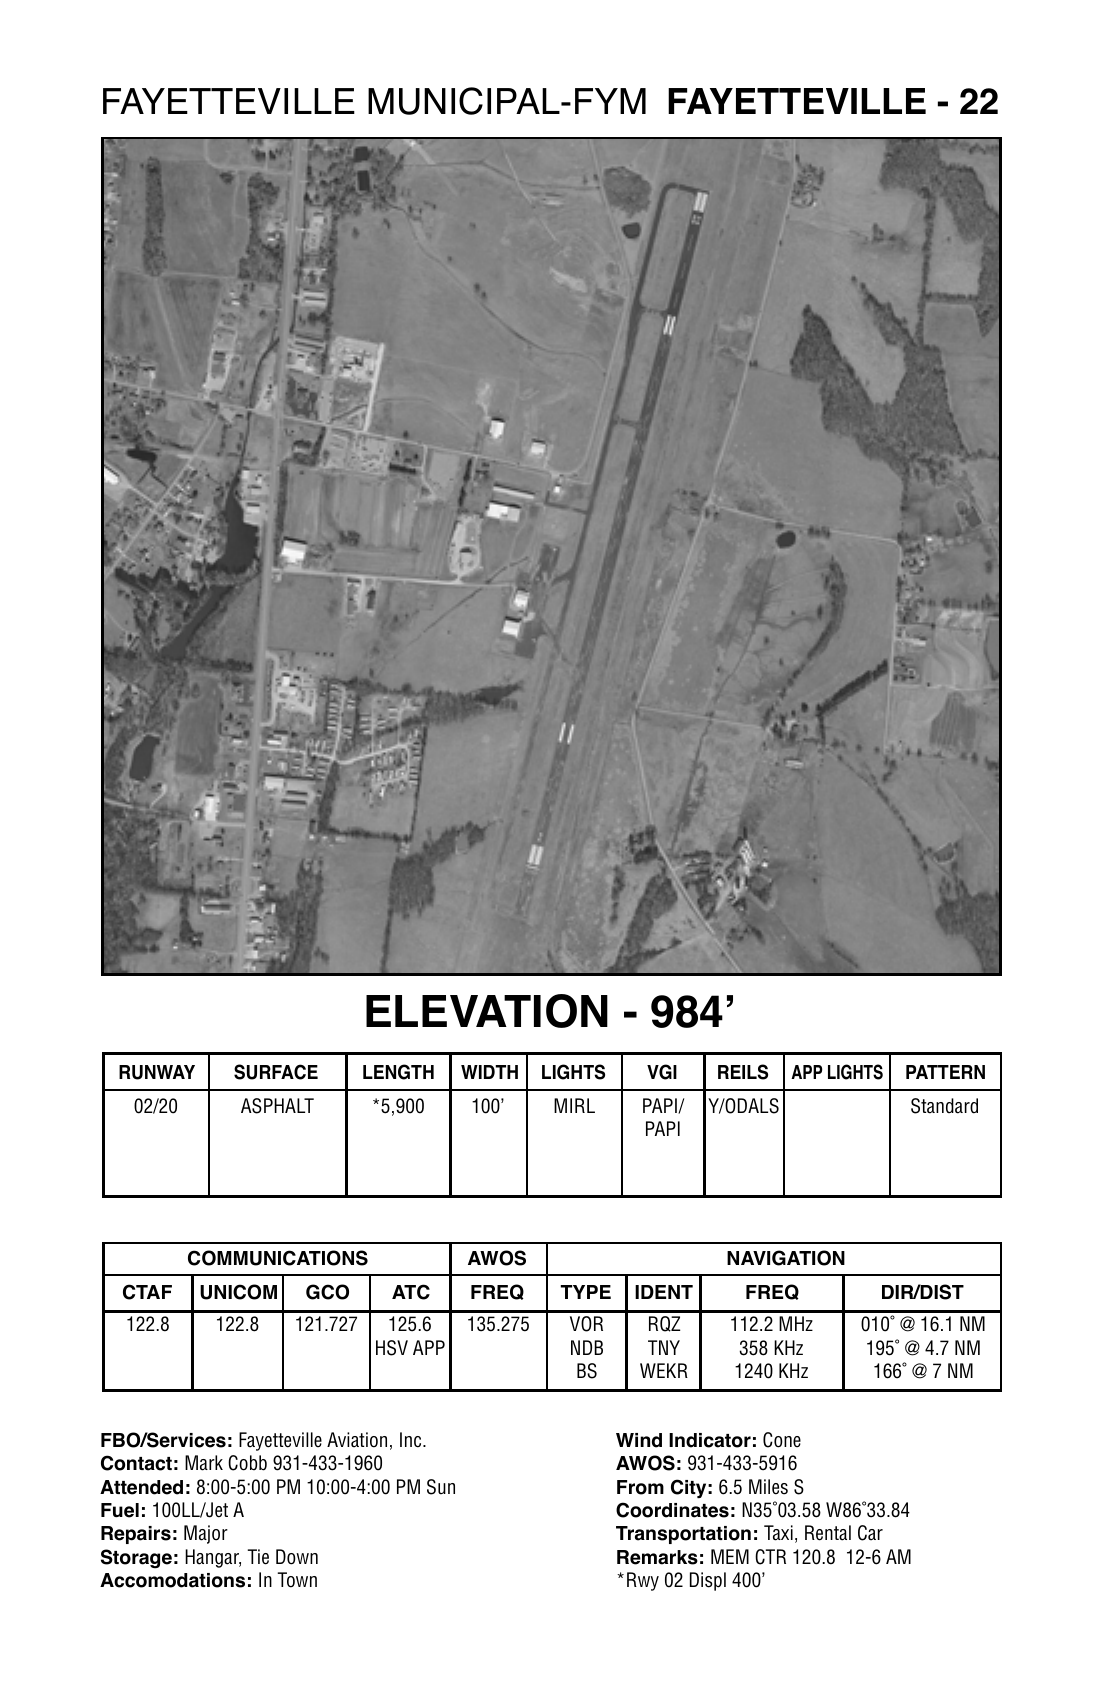 FAYETTEVILLE MUNICIPAL-FYM FAYETTEVILLE - 22
ELEVATION - 984’
RUNWAY SURFACE LENGTH WIDTH LIGHTS VGI REILS APP LIGHTS PATTERN
02/20 ASPHALT *5,900 100’ MIRL PAPI/ Y/ODALS Standard
PAPI
COMMUNICATIONS AWOS NAVIGATION
CTAF UNICOM GCO ATC FREQ TYPE IDENT FREQ DIR/DIST
122.8 122.8 121.727 125.6 135.275 VOR RQZ 112.2 MHz 010˚ @ 16.1 NM
HSV APP NDB TNY 358 KHz 195˚ @ 4.7 NM
BS WEKR 1240 KHz 166˚ @ 7 NM
FBO/Services: Fayetteville Aviation, Inc.
Contact: Mark Cobb 931-433-1960
Attended: 8:00-5:00 PM 10:00-4:00 PM Sun
Fuel: 100LL/Jet A
Repairs: Major
Storage: Hangar, Tie Down
Accomodations: In Town
Wind Indicator: Cone
AWOS: 931-433-5916
From City: 6.5 Miles S
Coordinates: N35˚03.58 W86˚33.84
Transportation: Taxi, Rental Car
Remarks: MEM CTR 120.8 12-6 AM
*Rwy 02 Displ 400’